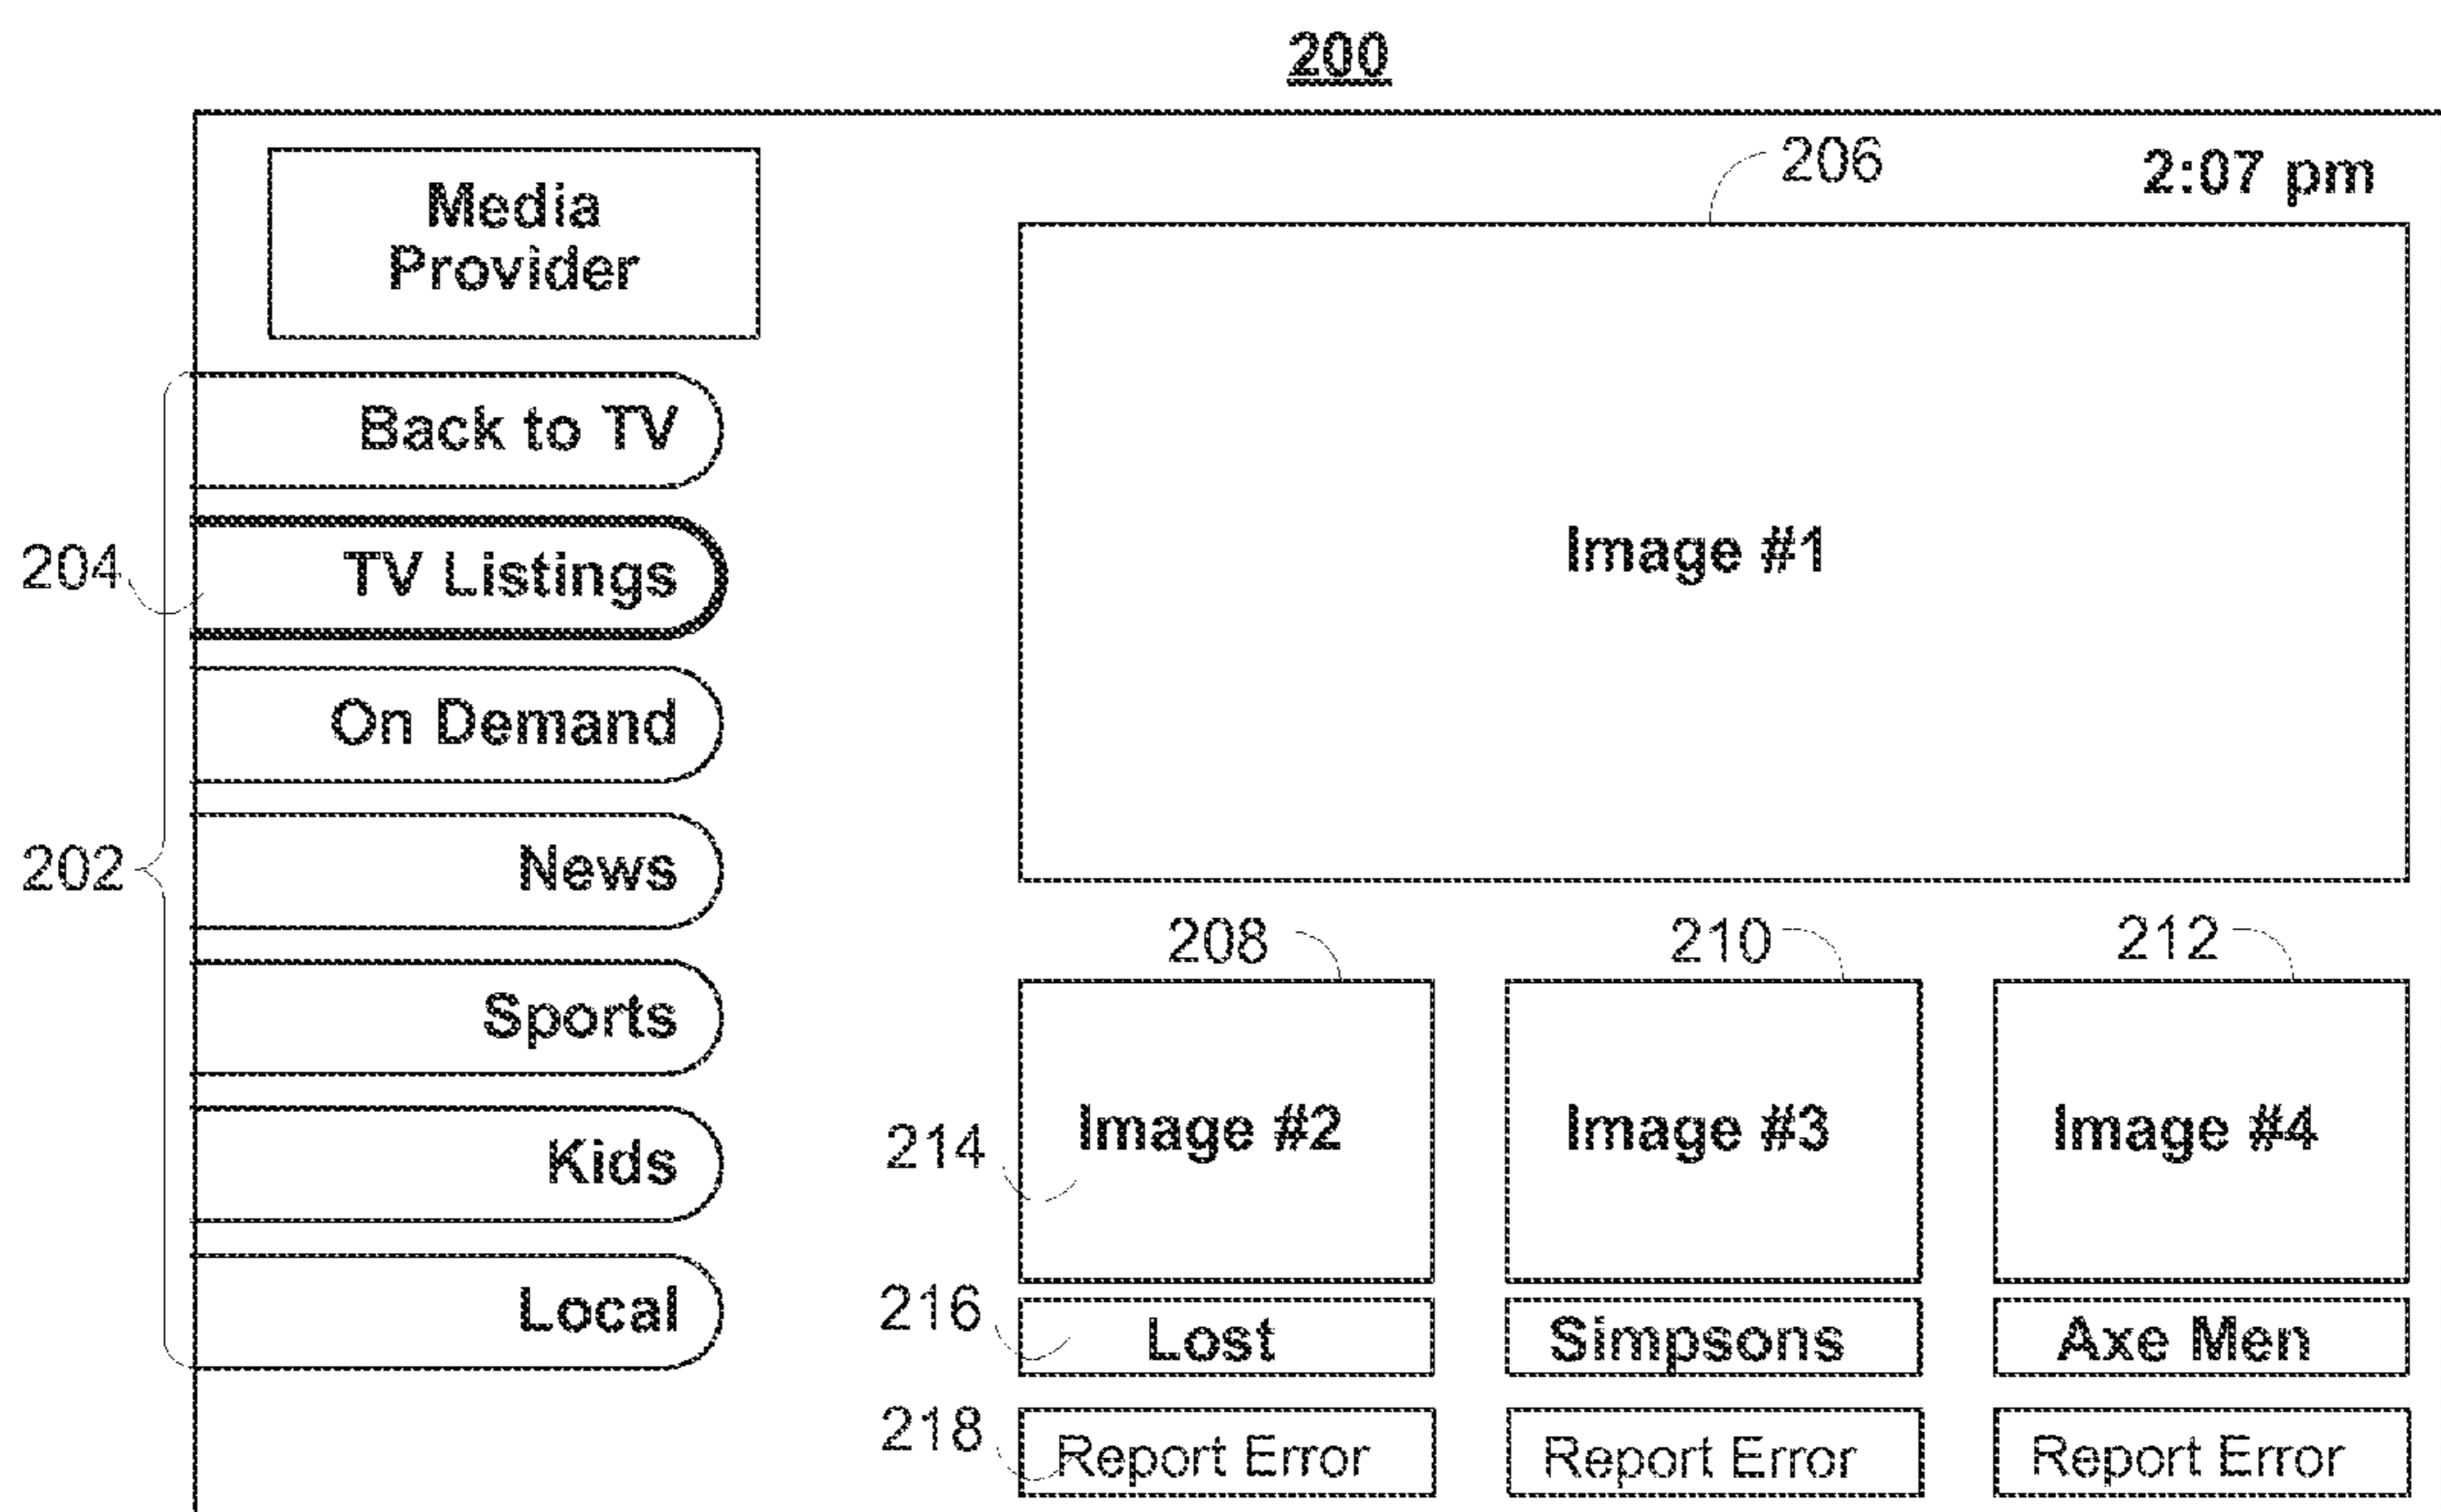 200
206
2:07 pm
Media
Provider
Back to TV
204
TV Listings
Image #1
On Demand
202
News
208
210
212
Sports
214
Image #2
Image #3
Image #4
Kids
216
Local
Lost
Simpsons
Axe Men
218
Report Error
Report Error
Report Error